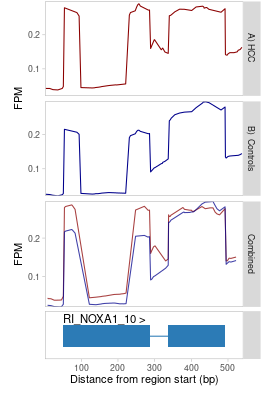 0.2
0.1
A) HCC
FPM
0.2
0.1
B): Controls
0.2
0.1
Combined
FPM
RI_NOXA1_10 >
100 200 300 400 500
Distance from region start (bp)